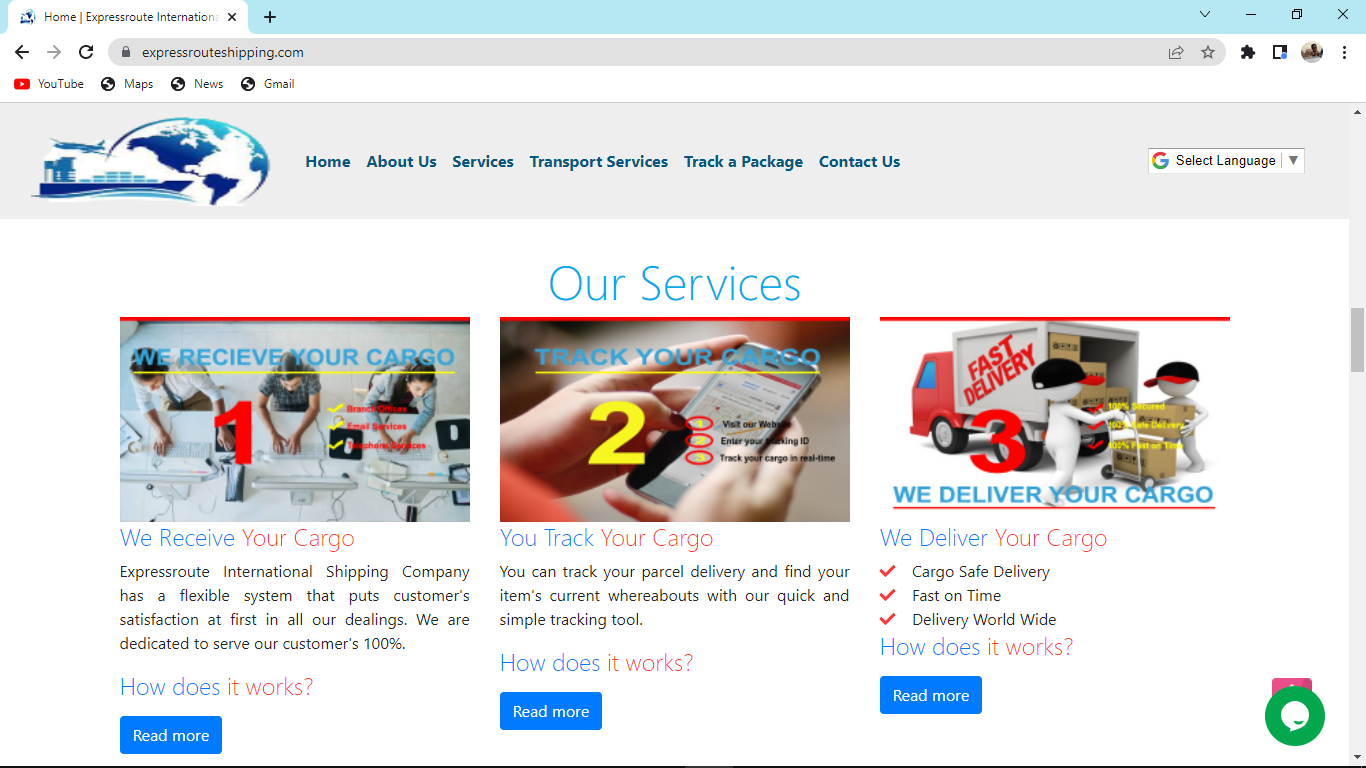 Home | Expressroute Internationa
expressrouteshipping.com
YouTube Maps News Gmail
Home About Us Services Transport Services Track a Package Contact Us
Select Language ▼
Our Services
WE RECIEVE YOUR CARGO
1
Branch Offices
Email Services
Telephone Services
TRACK YOUR CARGO
2
1 Visit our Website
2 Enter your tracking ID
3 Track your cargo in real-time
FAST
DELIVERY
3
100% Secured
100% Safe Delivery
100% Fast on Time
WE DELIVER YOUR CARGO
We Receive Your Cargo
Expressroute International Shipping Company
has a flexible system that puts customer's
satisfaction at first in all our dealings. We are
dedicated to serve our customer's 100%.
How does it works?
Read more
You Track Your Cargo
You can track your parcel delivery and find your
item's current whereabouts with our quick and
simple tracking tool.
How does it works?
Read more
We Deliver Your Cargo
Cargo Safe Delivery
Fast on Time
Delivery World Wide
How does it works?
Read more